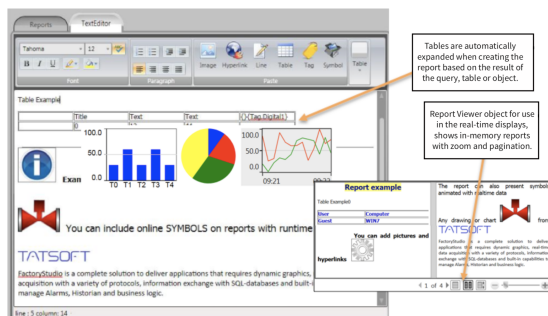 Reports
TextEditor
Tahoma
12
B I U
Font
Paragraph
Image
Hyperlink
Line
Table
Tag
Symbol
Paste
Table
Tables are automatically
expanded when creating the
report based on the result of
the query, table or object.
Report Viewer object for use
in the real-time displays,
shows in-memory reports
with zoom and pagination.
Table Example
Title
Text
Text
{}{Tag.Digital1}
100.0
50.0
0.0
T0 T1 T2 T3 T4
100.0
50.0
0.0
09:21
Exan
You can include online SYMBOLS on reports with runtime
TATSOFT
FactoryStudio is a complete solution to deliver applications that requires dynamic graphics,
acquisition with a variety of protocols, information exchange with SQL-databases and built-i
manage Alarms, Historian and business logic.
line : 5 column: 14
Report example
Table Example
User
Computer
Guest
WIN7
You can add pictures and
hyperlinks
The report can also present symbol
animated with realtime data
Any drawing or chart
from
TATSOFT
FactoryStudio is a complete solution to deliver
applications that requires dynamic graphics, real-time
data acquisition with a variety of protocols, information
exchange with SQL-databases and built-in capabilities t
manage Alarms, Historian and business logic.
1 of 4